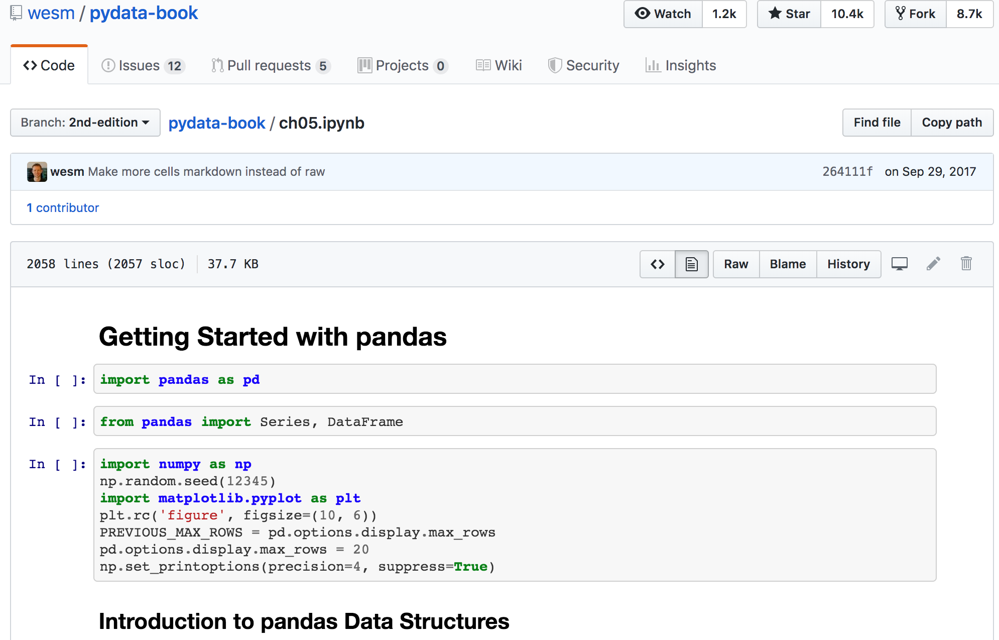 wesm / pydata-book
Watch 1.2k Star 10.4k Fork 8.7k
Code Issues 12 Pull requests 5 Projects 0 Wiki Security Insights
Branch: 2nd-edition pydata-book / ch05.ipynb Find file Copy path
wesm Make more cells markdown instead of raw 264111f on Sep 29, 2017
1 contributor
2058 lines (2057 sloc) 37.7 KB Raw Blame History
Getting Started with pandas
In [ ]: import pandas as pd
In [ ]: from pandas import Series, DataFrame
In [ ]: import numpy as np
np.random.seed(12345)
import matplotlib.pyplot as plt
plt.rc('figure', figsize=(10, 6))
PREVIOUS_MAX_ROWS = pd.options.display.max_rows
pd.options.display.max_rows = 20
np.set_printoptions(precision=4, suppress=True)
Introduction to pandas Data Structures